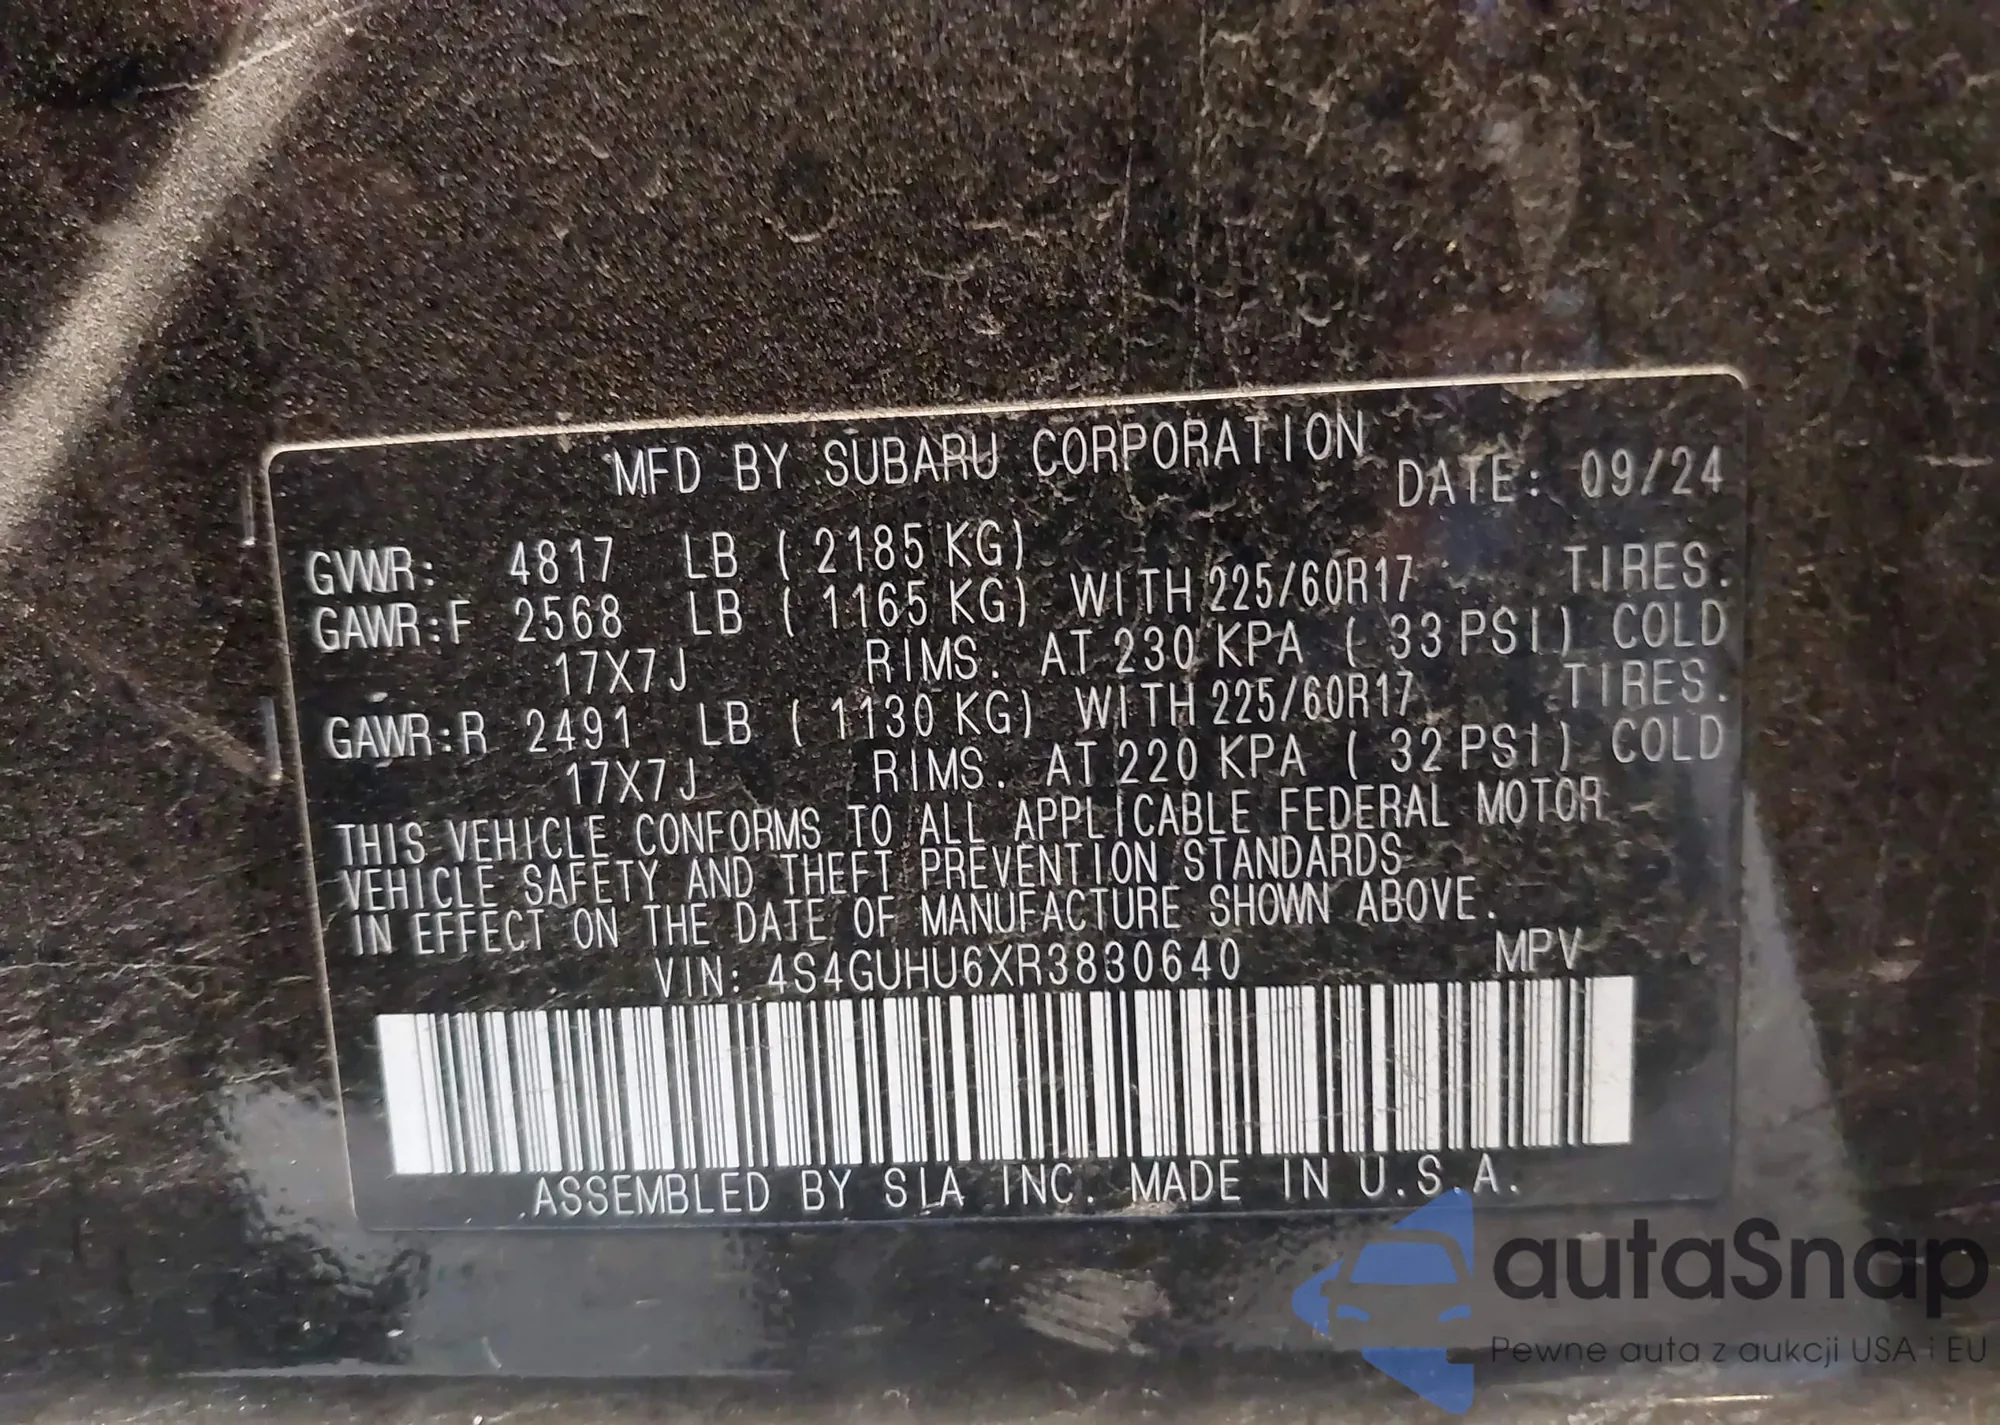 MFD BY SUBARU CORPORATION DATE: 09/24
GVWR: 4817 LB ( 2185 KG)
GAWR:F 2568 LB ( 1165 KG) WITH 225/60R17 TIRES.
17X7J RIMS. AT 230 KPA ( 33 PSI) COLD
GAWR:R 2491 LB ( 1130 KG) WITH 225/60R17 TIRES.
17X7J RIMS. AT 220 KPA ( 32 PSI) COLD
THIS VEHICLE CONFORMS TO ALL APPLICABLE FEDERAL MOTOR
VEHICLE SAFETY AND THEFT PREVENTION STANDARDS
IN EFFECT ON THE DATE OF MANUFACTURE SHOWN ABOVE.
VIN: 4S4GUHU6XR3830640 MPV
ASSEMBLED BY SIA INC. MADE IN U.S.A.
autaSnap
Pewne auta z aukcji USA i EU